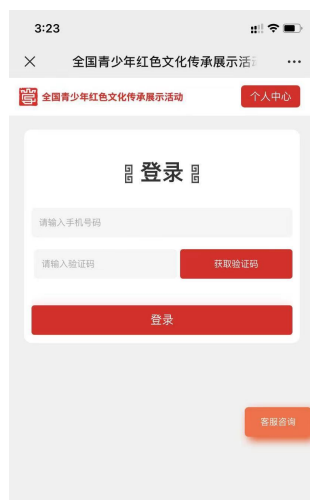 3:23
全国青少年红色文化传承展示活
全国青少年红色文化传承展示活动
个人中心
登录
请输入手机号码
请输入验证码
获取验证码
登录
客服咨询